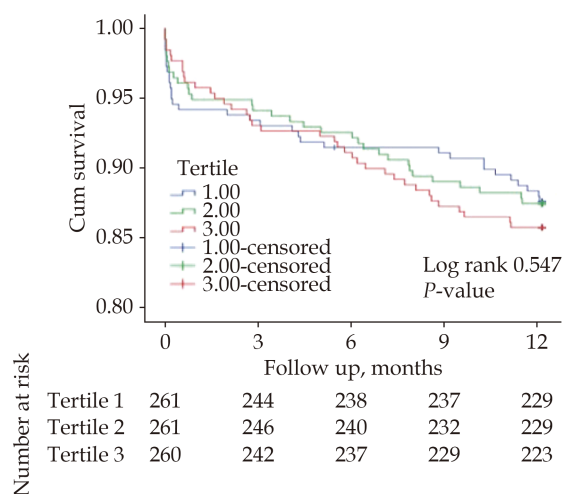 1.00
0.95
0.90
0.85
0.80
Cum survival
Tertile
1.00
2.00
3.00
1.00-censored
2.00-censored
3.00-censored
Log rank 0.547
P-value
0 3 6 9 12
Follow up, months
Number at risk
Tertile 1 261 244 238 237 229
Tertile 2 261 246 240 232 229
Tertile 3 260 242 237 229 223